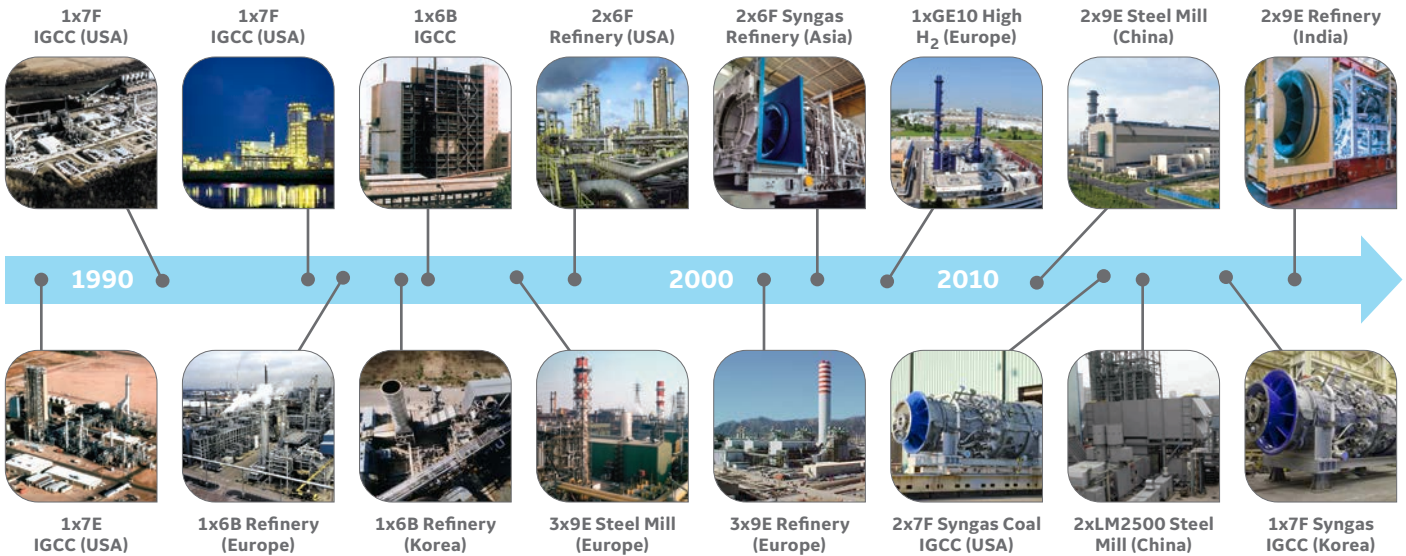 1x7F
IGCC (USA)
1x7F
IGCC (USA)
1x6B
IGCC
2x6F
Refinery (USA)
2x6F Syngas
Refinery (Asia)
1xGE10 High
H2 (Europe)
2x9E Steel Mill
(China)
2x9E Refinery
(India)
1990
2000
2010
1x7E
IGCC (USA)
1x6B Refinery
(Europe)
1x6B Refinery
(Korea)
3x9E Steel Mill
(Europe)
3x9E Refinery
(Europe)
2x7F Syngas Coal
IGCC (USA)
2xLM2500 Steel
Mill (China)
1x7F Syngas
IGCC (Korea)